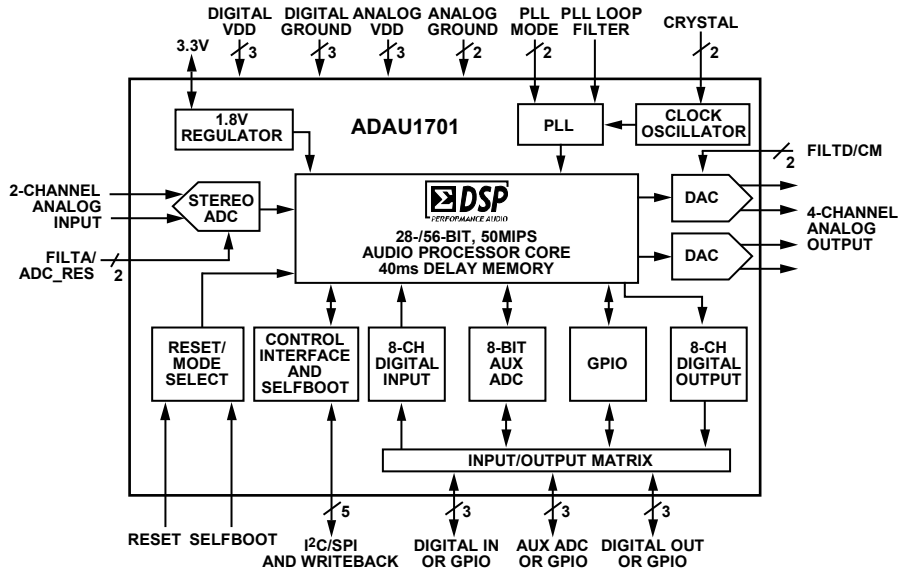 DIGITAL
VDD
3
DIGITAL
GROUND
3
ANALOG
VDD
3
ANALOG
GROUND
2
PLL
MODE
2
PLL LOOP
FILTER
CRYSTAL
2
3.3V
1.8V
REGULATOR
ADAU1701
PLL
CLOCK
OSCILLATOR
FILTD/CM
2
2-CHANNEL
ANALOG
INPUT
STEREO
ADC
FILTA/
ADC_RES
2
DSP
PERFORMANCE AUDIO
28-/56-BIT, 50MIPS
AUDIO PROCESSOR CORE
40ms DELAY MEMORY
DAC
DAC
4-CHANNEL
ANALOG
OUTPUT
RESET/
MODE
SELECT
CONTROL
INTERFACE
AND
SELFBOOT
8-CH
DIGITAL
INPUT
8-BIT
AUX
ADC
GPIO
8-CH
DIGITAL
OUTPUT
INPUT/OUTPUT MATRIX
RESET
SELFBOOT
5
I²C/SPI
AND WRITEBACK
3
DIGITAL IN
OR GPIO
3
AUX ADC
OR GPIO
3
DIGITAL OUT
OR GPIO